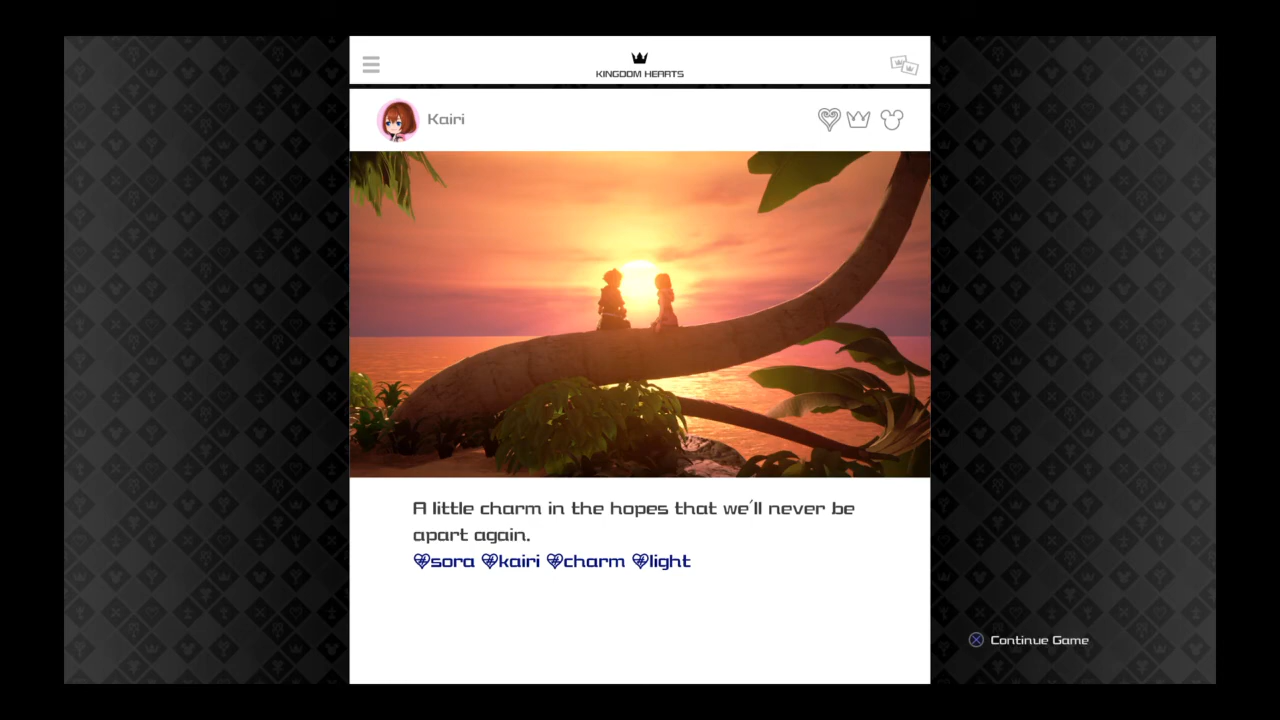 KINGDOM HEARTS
Kairi
A little charm in the hopes that we'll never be
apart again.
#sora #kairi #charm #light
Continue Game